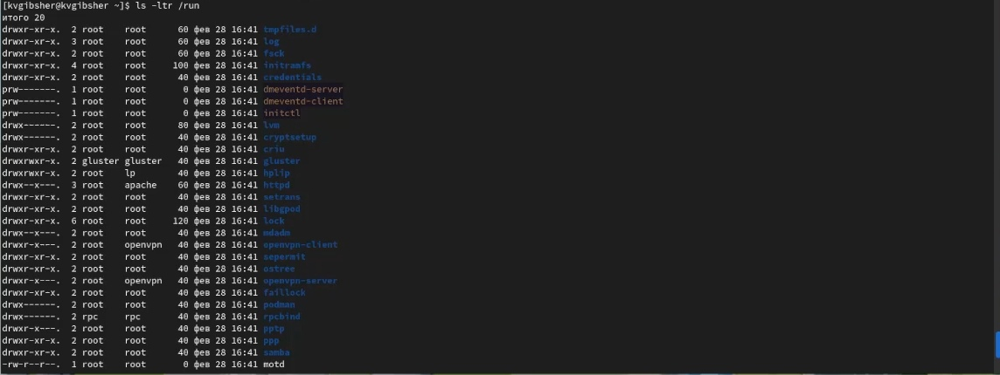 [kvgibsher@kvgibsher ~]$ ls -ltr /run
итого 20
drwxr-xr-x.  2 root    root      60 фев 28 16:41 tmpfiles.d
drwxr-xr-x.  3 root    root      60 фев 28 16:41 log
drwxr-xr-x.  2 root    root      60 фев 28 16:41 fsck
drwxr-xr-x.  4 root    root     100 фев 28 16:41 initramfs
drwxr-xr-x.  2 root    root      40 фев 28 16:41 credentials
prw-------.  1 root    root       0 фев 28 16:41 dmeventd-server
prw-------.  1 root    root       0 фев 28 16:41 dmeventd-client
prw-------.  1 root    root       0 фев 28 16:41 initctl
drwx------.  2 root    root      80 фев 28 16:41 lvm
drwx------.  2 root    root      40 фев 28 16:41 cryptsetup
drwxr-xr-x.  2 root    root      40 фев 28 16:41 criu
drwxrwxr-x.  2 gluster gluster   40 фев 28 16:41 gluster
drwxrwxr-x.  2 root    lp        40 фев 28 16:41 hplip
drwx--x---.  3 root    apache    60 фев 28 16:41 httpd
drwxr-xr-x.  2 root    root      40 фев 28 16:41 setrans
drwxr-xr-x.  2 root    root      40 фев 28 16:41 libgpod
drwxr-xr-x.  6 root    root     120 фев 28 16:41 lock
drwx--x---.  2 root    root      40 фев 28 16:41 mdadm
drwxr-x---.  2 root    openvpn   40 фев 28 16:41 openvpn-client
drwxr-xr-x.  2 root    root      40 фев 28 16:41 sepermit
drwxr-xr-x.  2 root    root      40 фев 28 16:41 ostree
drwxr-x---.  2 root    openvpn   40 фев 28 16:41 openvpn-server
drwxr-xr-x.  2 root    root      40 фев 28 16:41 faillock
drwx------.  2 root    root      40 фев 28 16:41 podman
drwx------.  2 rpc     rpc       40 фев 28 16:41 rpcbind
drwxr-x---.  2 root    root      40 фев 28 16:41 pptp
drwxr-xr-x.  2 root    root      40 фев 28 16:41 ppp
drwxr-xr-x.  2 root    root      40 фев 28 16:41 samba
-rw-r--r--.  1 root    root       0 фев 28 16:41 motd